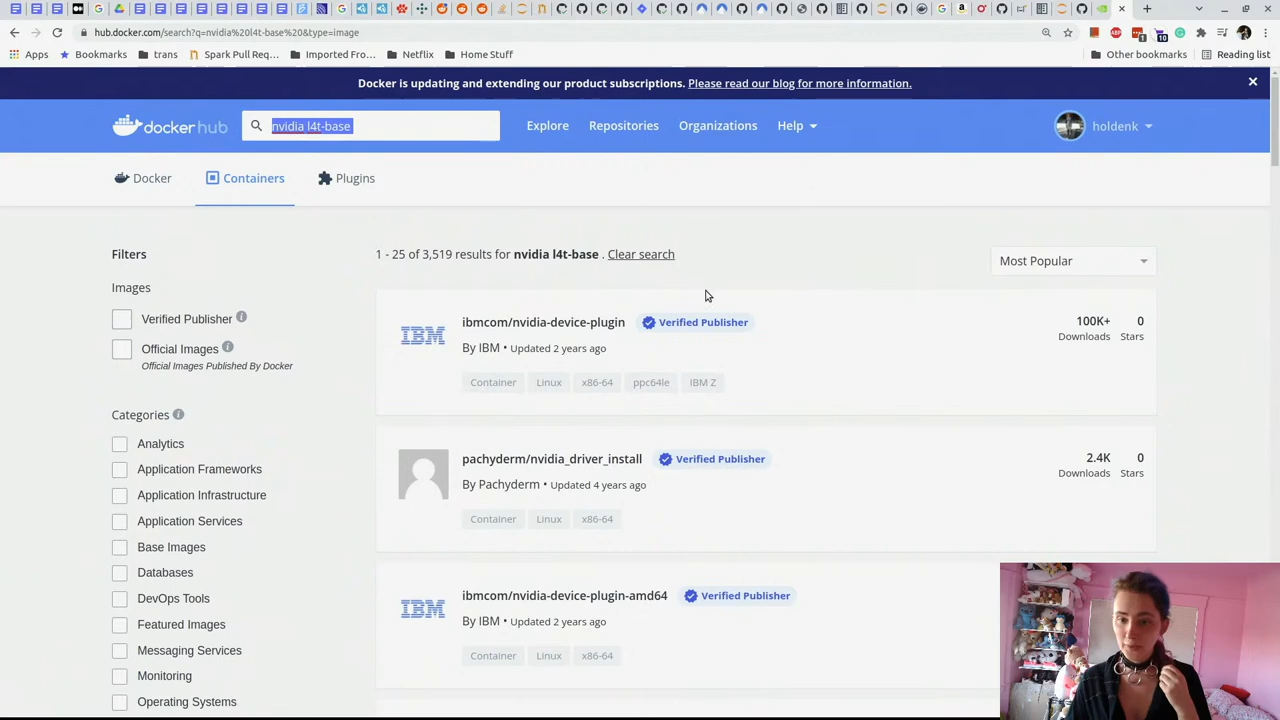 hub.docker.com/search?q=nvidia%20l4t-base%20&type=image
Apps Bookmarks trans Spark Pull Req... Imported Fro... Netflix Home Stuff Other bookmarks Reading list
Docker is updating and extending our product subscriptions. Please read our blog for more information.
docker hub nvidia l4t-base Explore Repositories Organizations Help holdenk
Docker Containers Plugins
Filters
1 - 25 of 3,519 results for nvidia l4t-base . Clear search
Most Popular
Images
Verified Publisher
Official Images
Official Images Published By Docker
Categories
Analytics
Application Frameworks
Application Infrastructure
Application Services
Base Images
Databases
DevOps Tools
Featured Images
Messaging Services
Monitoring
Operating Systems
IBM
ibmcom/nvidia-device-plugin Verified Publisher
By IBM • Updated 2 years ago
Container Linux x86-64 ppc64le IBM Z
100K+ 0
Downloads Stars
pachyderm/nvidia_driver_install Verified Publisher
By Pachyderm • Updated 4 years ago
Container Linux x86-64
2.4K 0
Downloads Stars
IBM
ibmcom/nvidia-device-plugin-amd64 Verified Publisher
By IBM • Updated 2 years ago
Container Linux x86-64